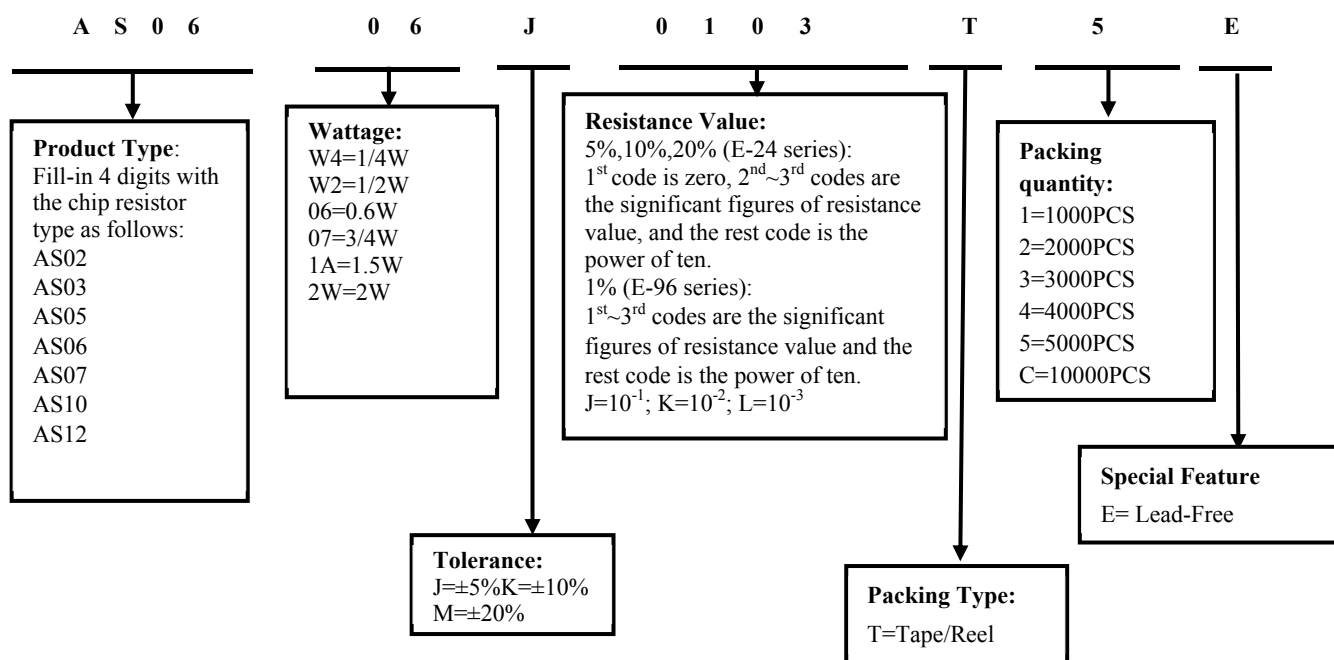 A S 0 6 0 6 J 0 1 0 3 T 5 E
Product Type:
Fill-in 4 digits with
the chip resistor
type as follows:
AS02
AS03
AS05
AS06
AS07
AS10
AS12
Wattage:
W4=1/4W
W2=1/2W
06=0.6W
07=3/4W
1A=1.5W
2W=2W
Tolerance:
J=±5%K=±10%
M=±20%
Resistance Value:
5%,10%,20% (E-24 series):
1st code is zero, 2nd~3rd codes are
the significant figures of resistance
value, and the rest code is the
power of ten.
1% (E-96 series):
1st~3rd codes are the significant
figures of resistance value and the
rest code is the power of ten.
J=10-1; K=10-2; L=10-3
Packing Type:
T=Tape/Reel
Packing
quantity:
1=1000PCS
2=2000PCS
3=3000PCS
4=4000PCS
5=5000PCS
C=10000PCS
Special Feature
E= Lead-Free